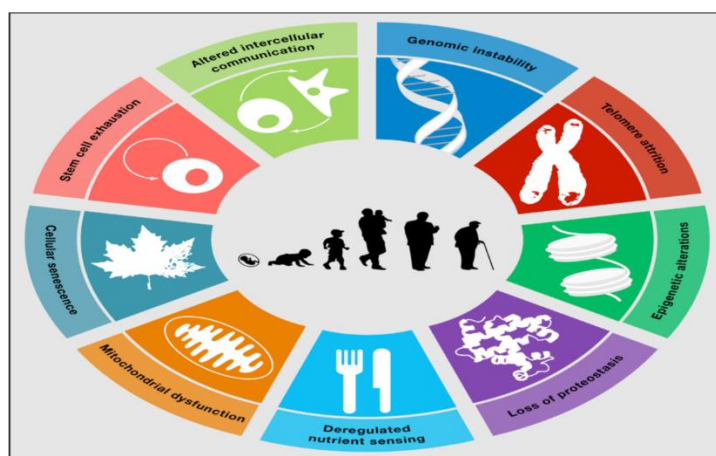 Altered intercellular
communication
Genomic instability
Telomere attrition
Epigenetic alterations
Loss of proteostasis
Deregulated
nutrient sensing
Mitochondrial dysfunction
Cellular senescence
Stem cell exhaustion